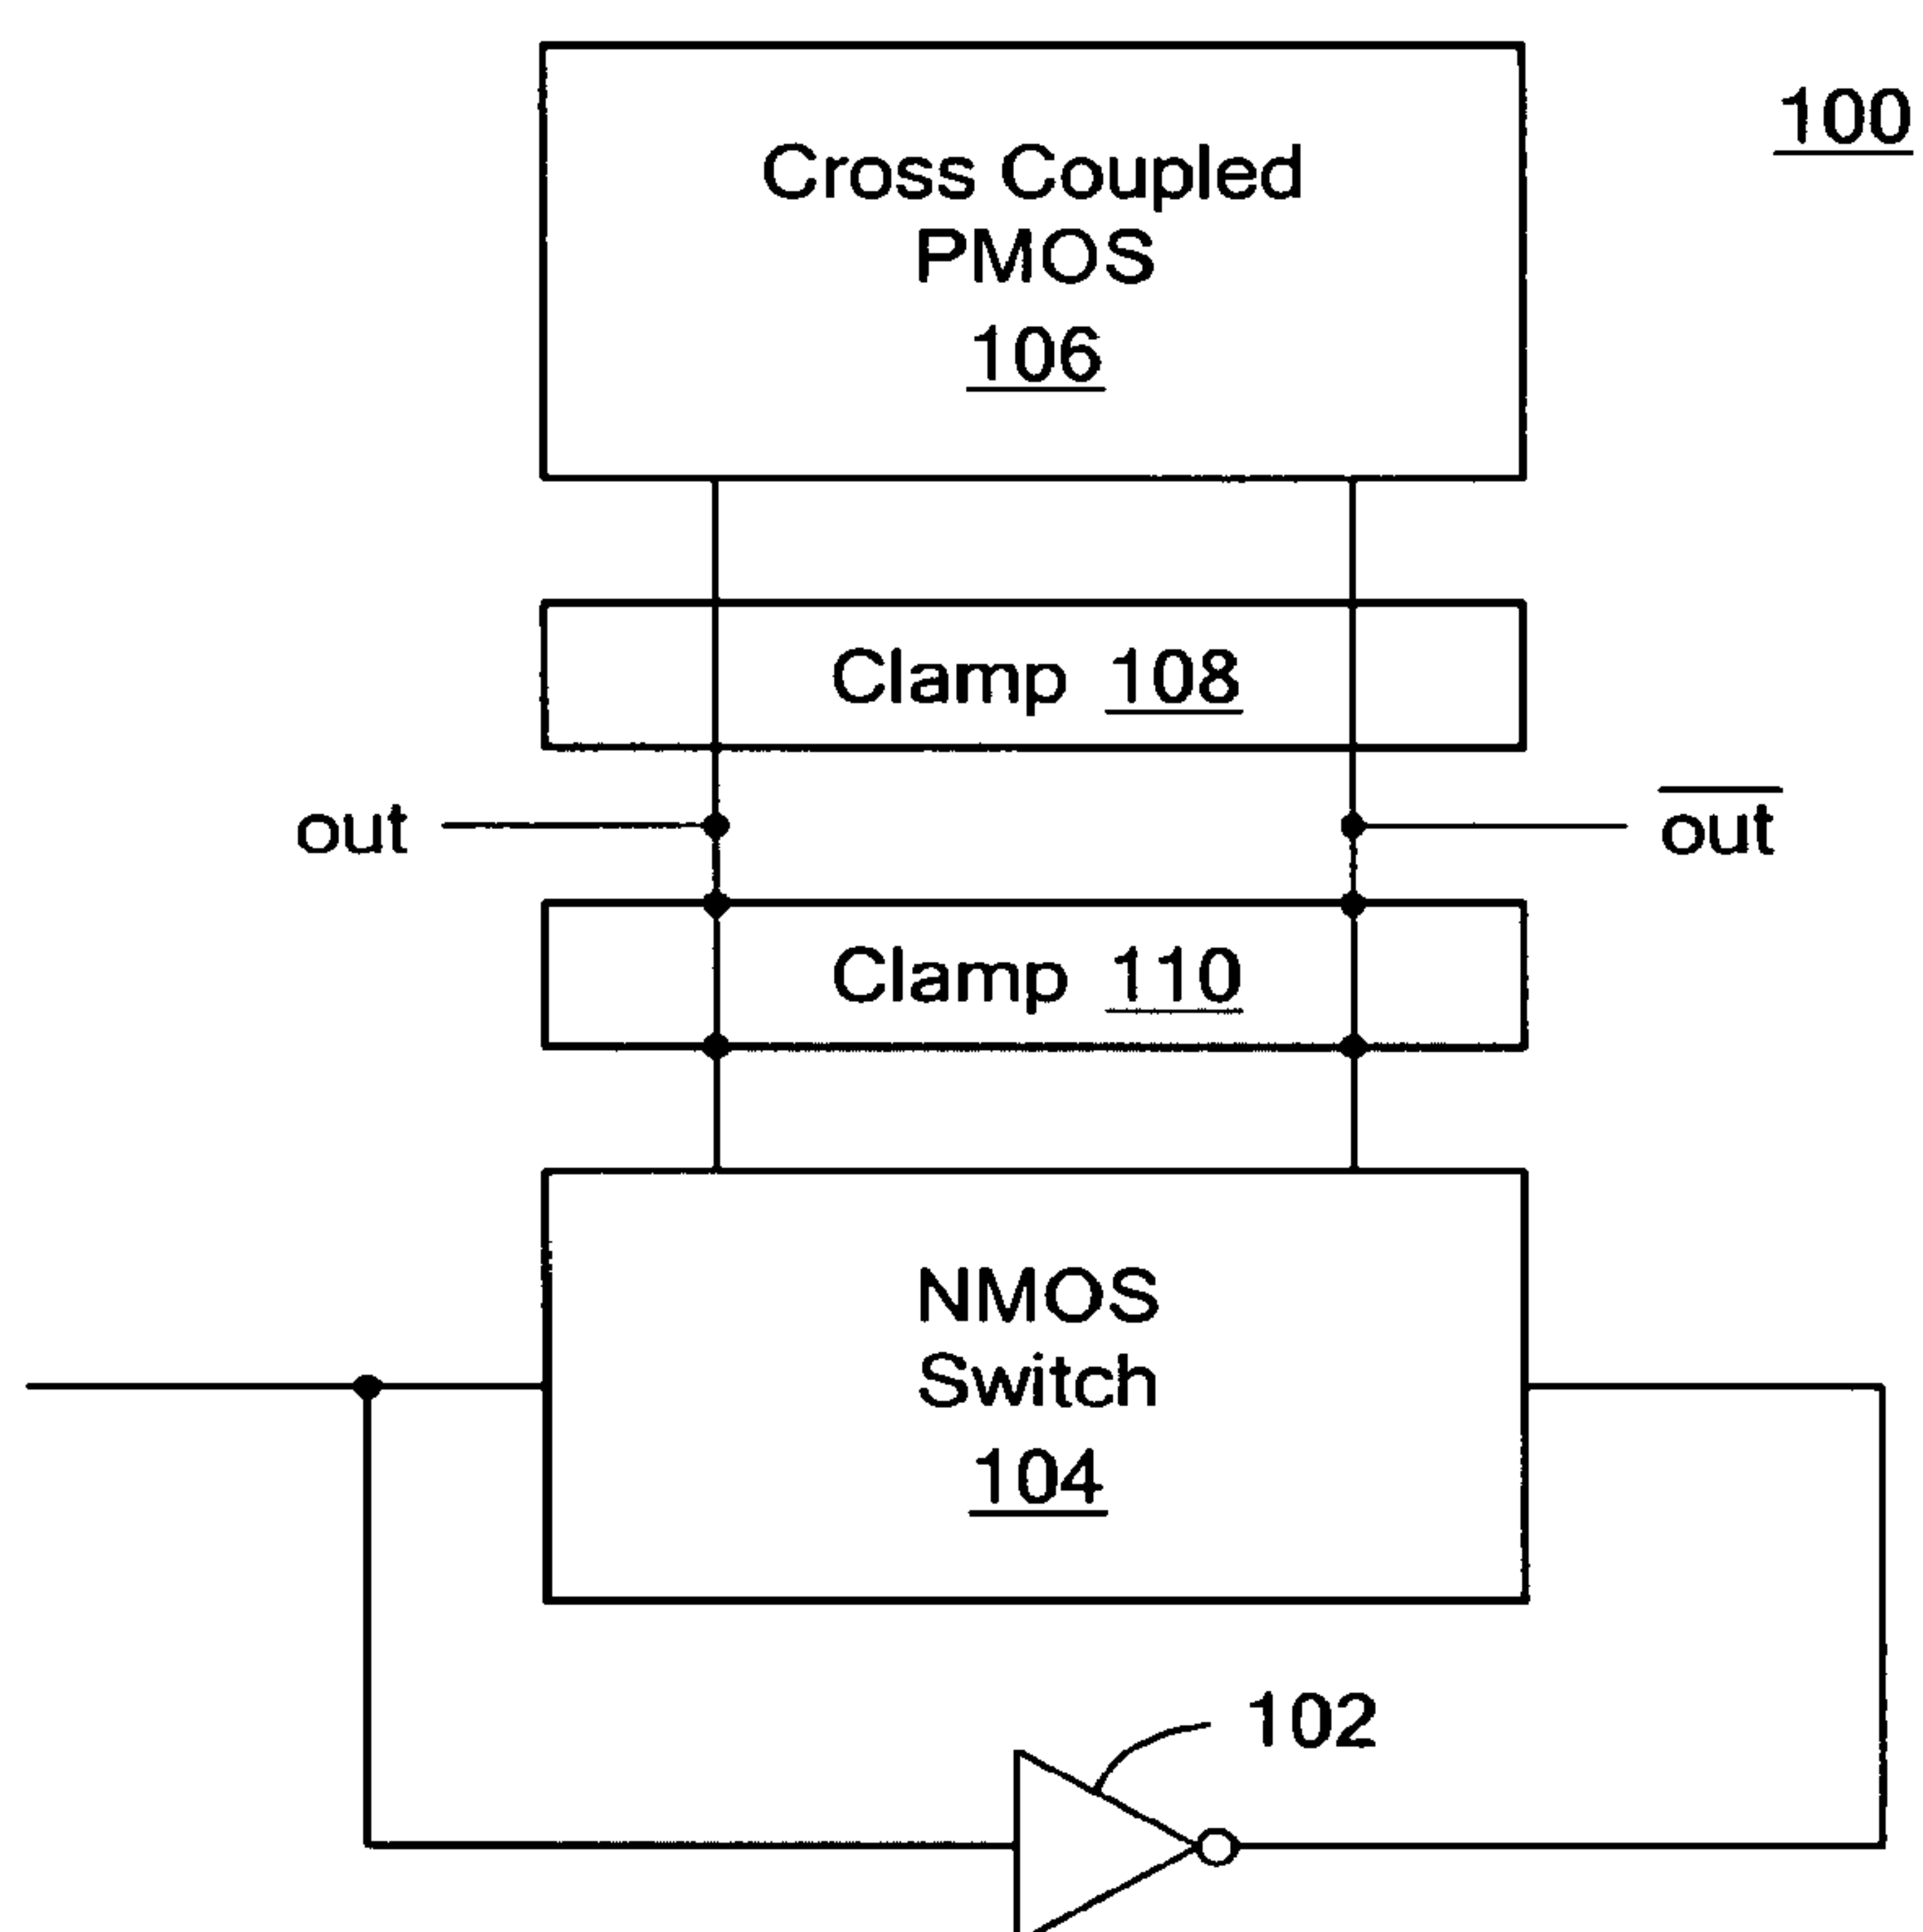 100
Cross Coupled
PMOS
106
Clamp 108
out
out
Clamp 110
NMOS
Switch
104
102